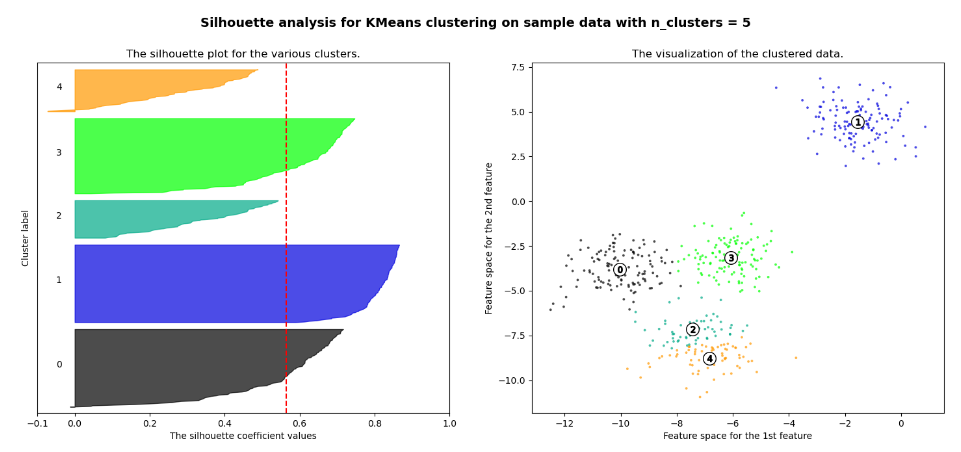 Silhouette analysis for KMeans clustering on sample data with n_clusters = 5
The silhouette plot for the various clusters.
Cluster label
4
3
2
1
0
−0.1 0.0 0.2 0.4 0.6 0.8 1.0
The silhouette coefficient values
The visualization of the clustered data.
Feature space for the 2nd feature
7.5
5.0
2.5
0.0
−2.5
−5.0
−7.5
−10.0
1
3
0
2
4
−12 −10 −8 −6 −4 −2 0
Feature space for the 1st feature